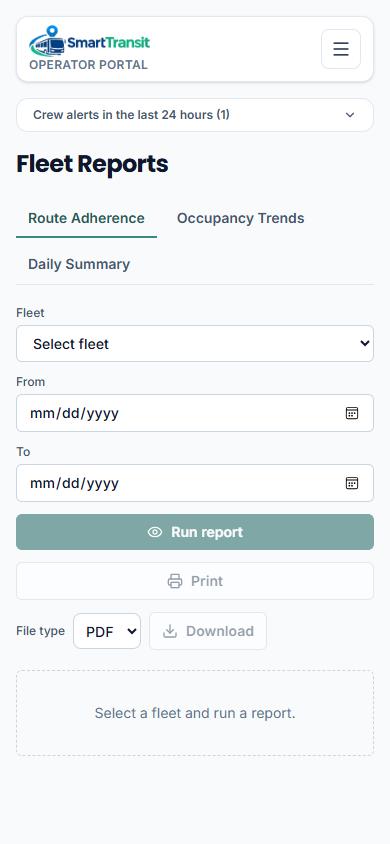 SmartTransit
OPERATOR PORTAL
Crew alerts in the last 24 hours (1)
Fleet Reports
Route Adherence Occupancy Trends
Daily Summary
Fleet
Select fleet
From
mm/dd/yyyy
To
mm/dd/yyyy
Run report
Print
File type PDF Download
Select a fleet and run a report.